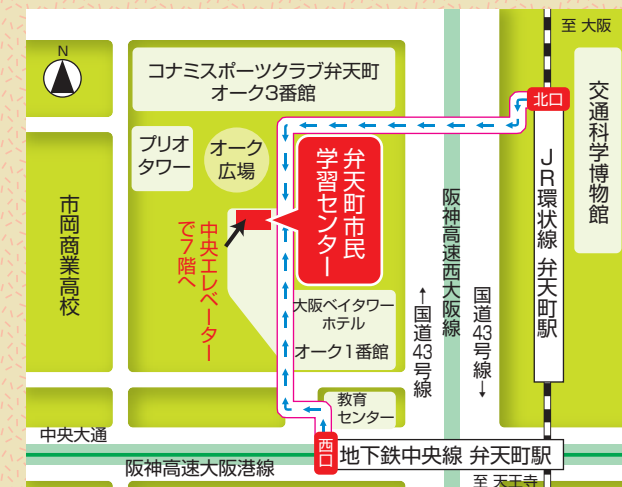 至 大阪
N
コナミスポーツクラブ弁天町
オーク3番館
北口
交通科学博物館
プリオ
タワー
オーク
広場
弁天町市民
学習センター
JR環状線 弁天町駅
市岡商業高校
阪神高速西大阪線
中央エレベーター
で7階へ
大阪ベイタワー
ホテル
オーク1番館
↑国道43号線
国道43号線↓
教育
センター
中央大通
西口
地下鉄中央線 弁天町駅
阪神高速大阪港線
至 天王寺